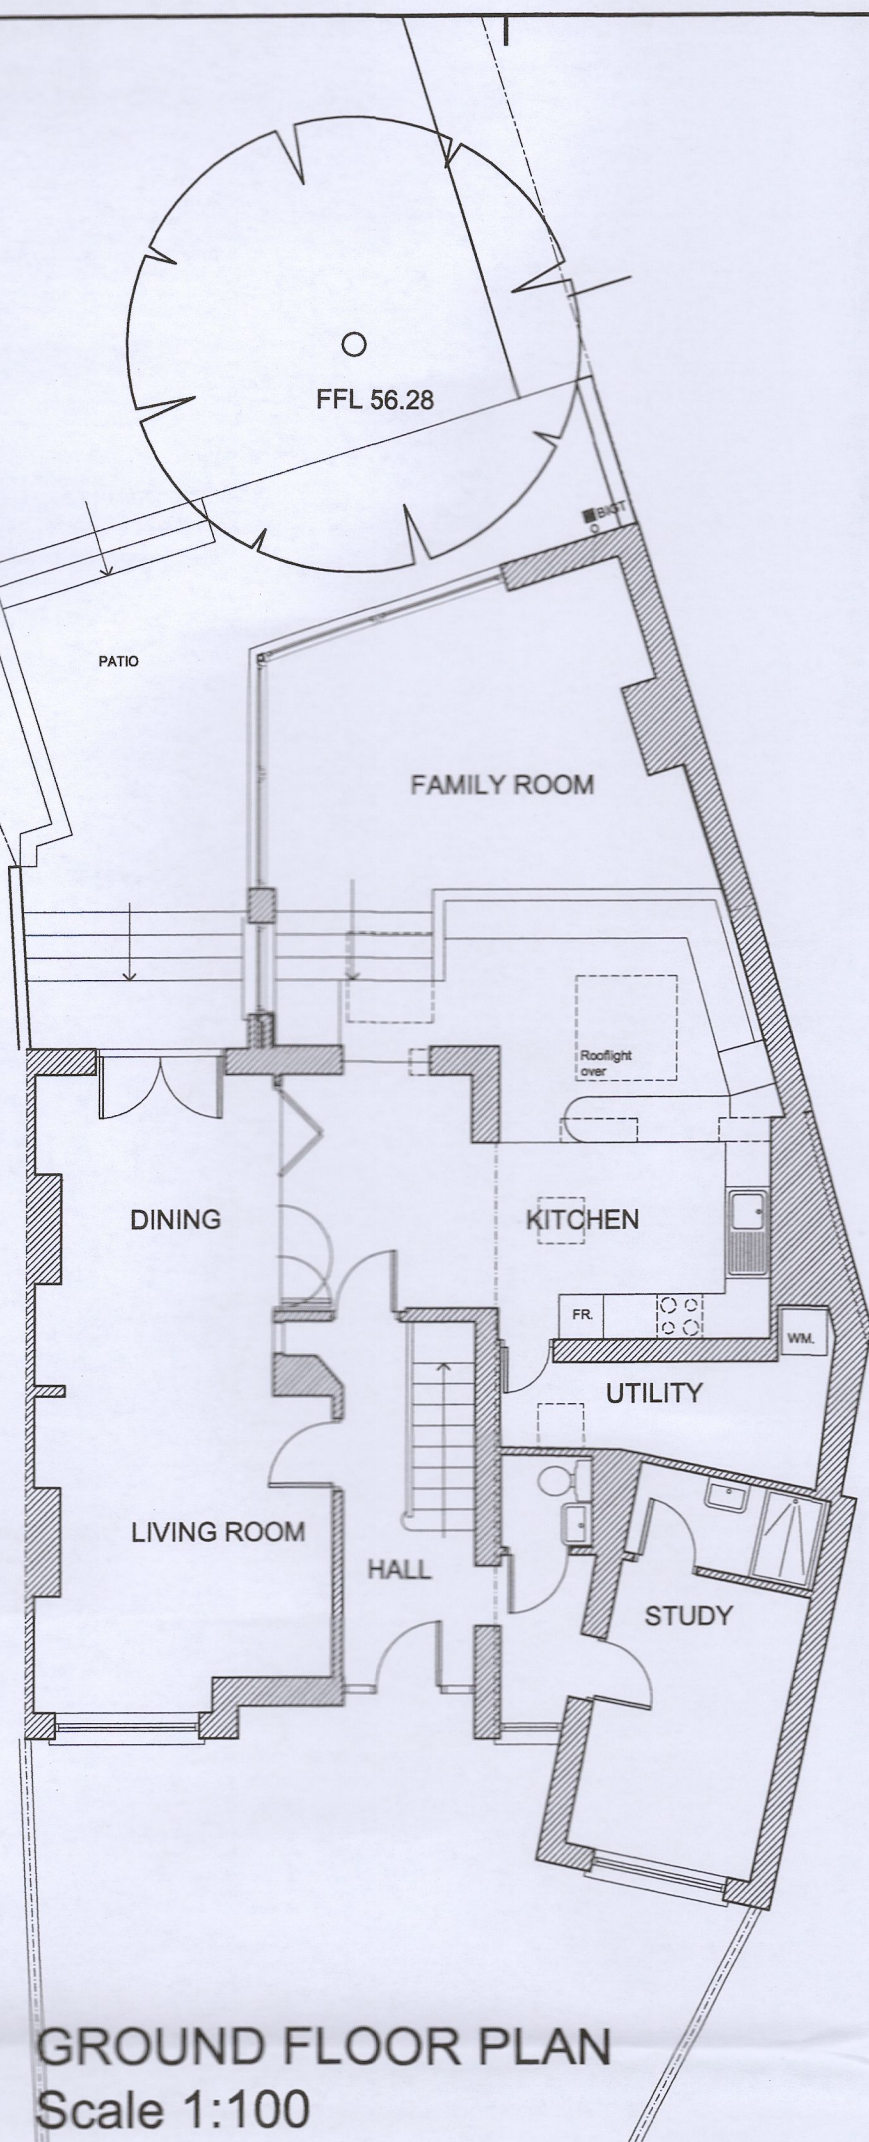 FFL 56.28
PATIO
FAMILY ROOM
Rooflight
over
DINING
KITCHEN
FR.
WM.
UTILITY
LIVING ROOM
HALL
STUDY
GROUND FLOOR PLAN
Scale 1:100